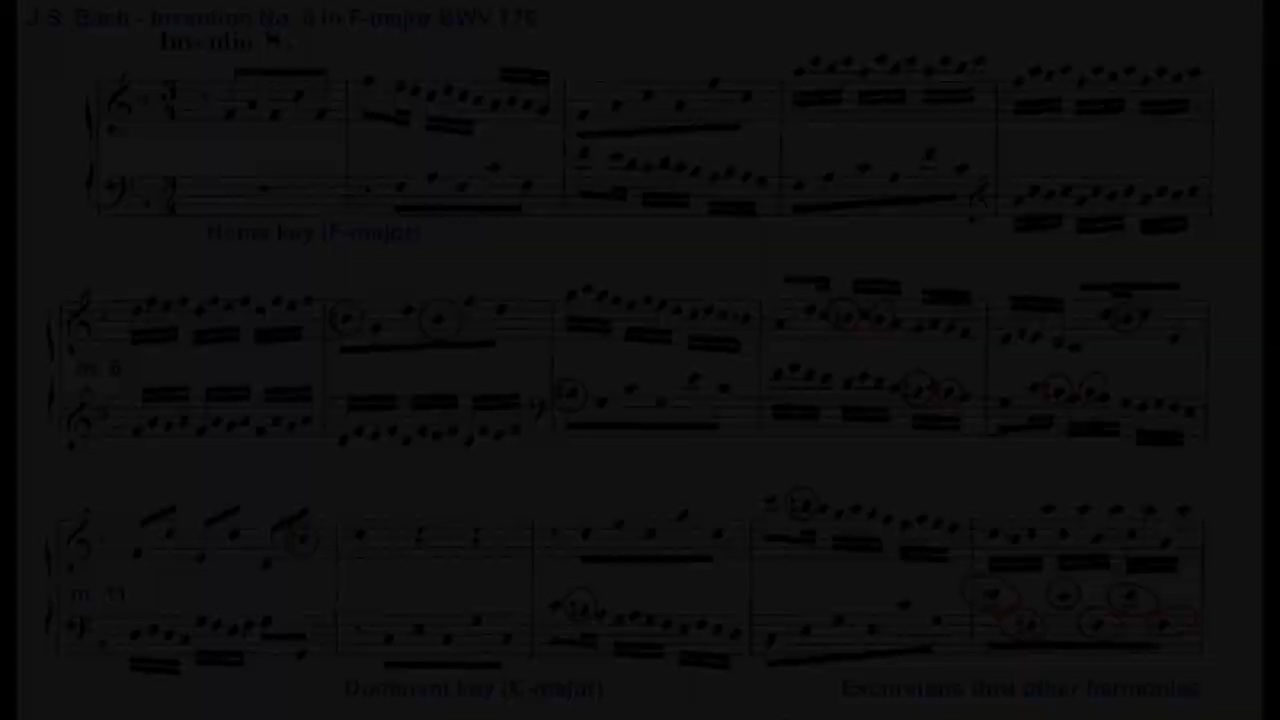 J.S. Bach - Invention No. 8 in F-major BWV 779
Inventio 8.
Home key (F-major)
m. 6
m. 11
Dominant key (C-major)
Excursions thru other harmonies